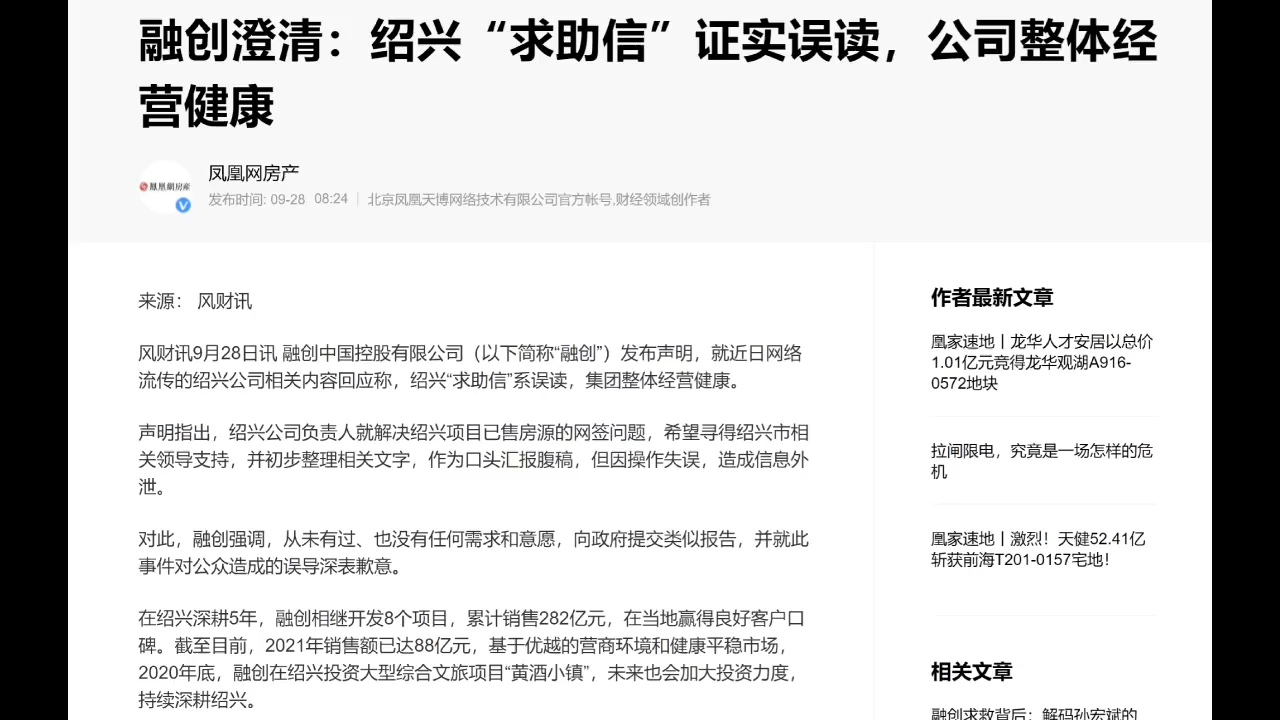 融创澄清：绍兴“求助信”证实误读，公司整体经
营健康
鳳凰網房産
凤凰网房产
发布时间: 09-28 08:24 | 北京凤凰天博网络技术有限公司官方帐号,财经领域创作者
来源： 风财讯
风财讯9月28日讯 融创中国控股有限公司（以下简称“融创”）发布声明，就近日网络
流传的绍兴公司相关内容回应称，绍兴“求助信”系误读，集团整体经营健康。
声明指出，绍兴公司负责人就解决绍兴项目已售房源的网签问题，希望寻得绍兴市相
关领导支持，并初步整理相关文字，作为口头汇报腹稿，但因操作失误，造成信息外
泄。
对此，融创强调，从未有过、也没有任何需求和意愿，向政府提交类似报告，并就此
事件对公众造成的误导深表歉意。
在绍兴深耕5年，融创相继开发8个项目，累计销售282亿元，在当地赢得良好客户口
碑。截至目前，2021年销售额已达88亿元，基于优越的营商环境和健康平稳市场，
2020年底，融创在绍兴投资大型综合文旅项目“黄酒小镇”，未来也会加大投资力度，
持续深耕绍兴。
作者最新文章
凰家速地丨龙华人才安居以总价
1.01亿元竞得龙华观湖A916-
0572地块
拉闸限电，究竟是一场怎样的危
机
凰家速地丨激烈！天健52.41亿
斩获前海T201-0157宅地！
相关文章
融创求救背后：解码孙宏斌的